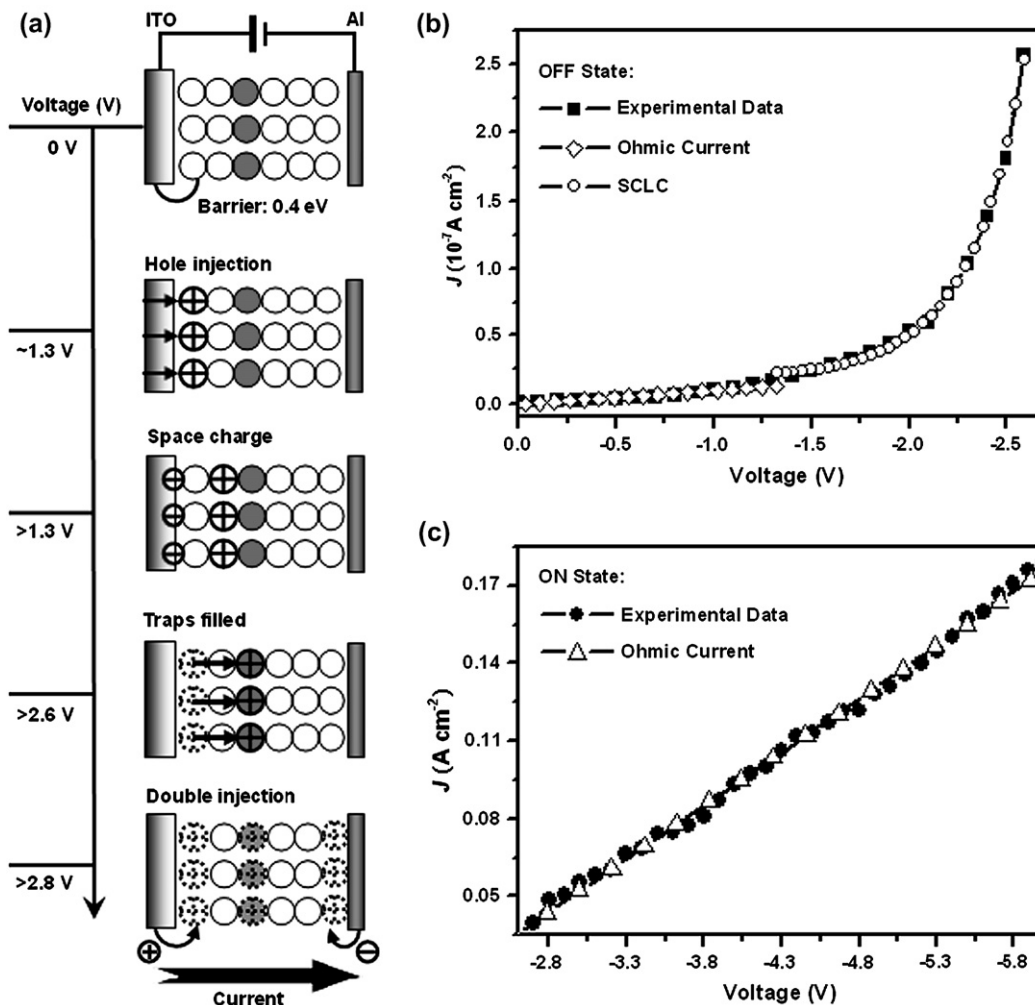 (a)
ITO
Al
Voltage (V)
0 V
Barrier: 0.4 eV
Hole injection
~1.3 V
Space charge
>1.3 V
Traps filled
>2.6 V
Double injection
>2.8 V
Current
(b)
OFF State:
Experimental Data
Ohmic Current
SCLC
J (10⁻⁷A cm⁻²)
2.5
2.0
1.5
1.0
0.5
0.0
0.0 -0.5 -1.0 -1.5 -2.0 -2.5
Voltage (V)
(c)
ON State:
Experimental Data
Ohmic Current
J (A cm⁻²)
0.17
0.14
0.11
0.08
0.05
-2.8 -3.3 -3.8 -4.3 -4.8 -5.3 -5.8
Voltage (V)